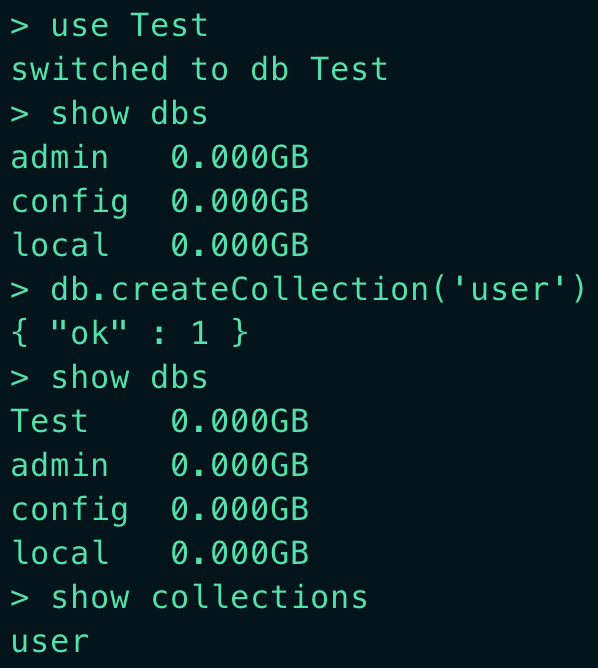 > use Test
switched to db Test
> show dbs
admin   0.000GB
config  0.000GB
local   0.000GB
> db.createCollection('user')
{ "ok" : 1 }
> show dbs
Test    0.000GB
admin   0.000GB
config  0.000GB
local   0.000GB
> show collections
user